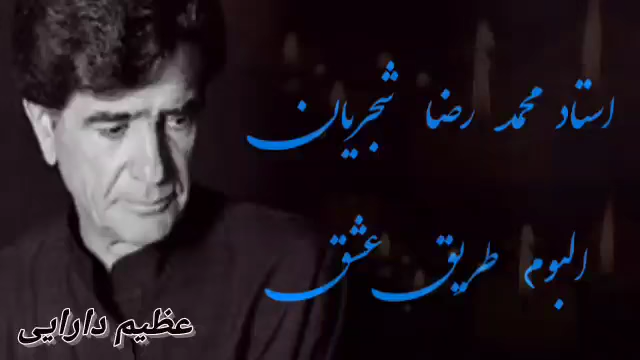 استاد محمد رضا شجریان
البوم طریق عشق
عظیم دارایی